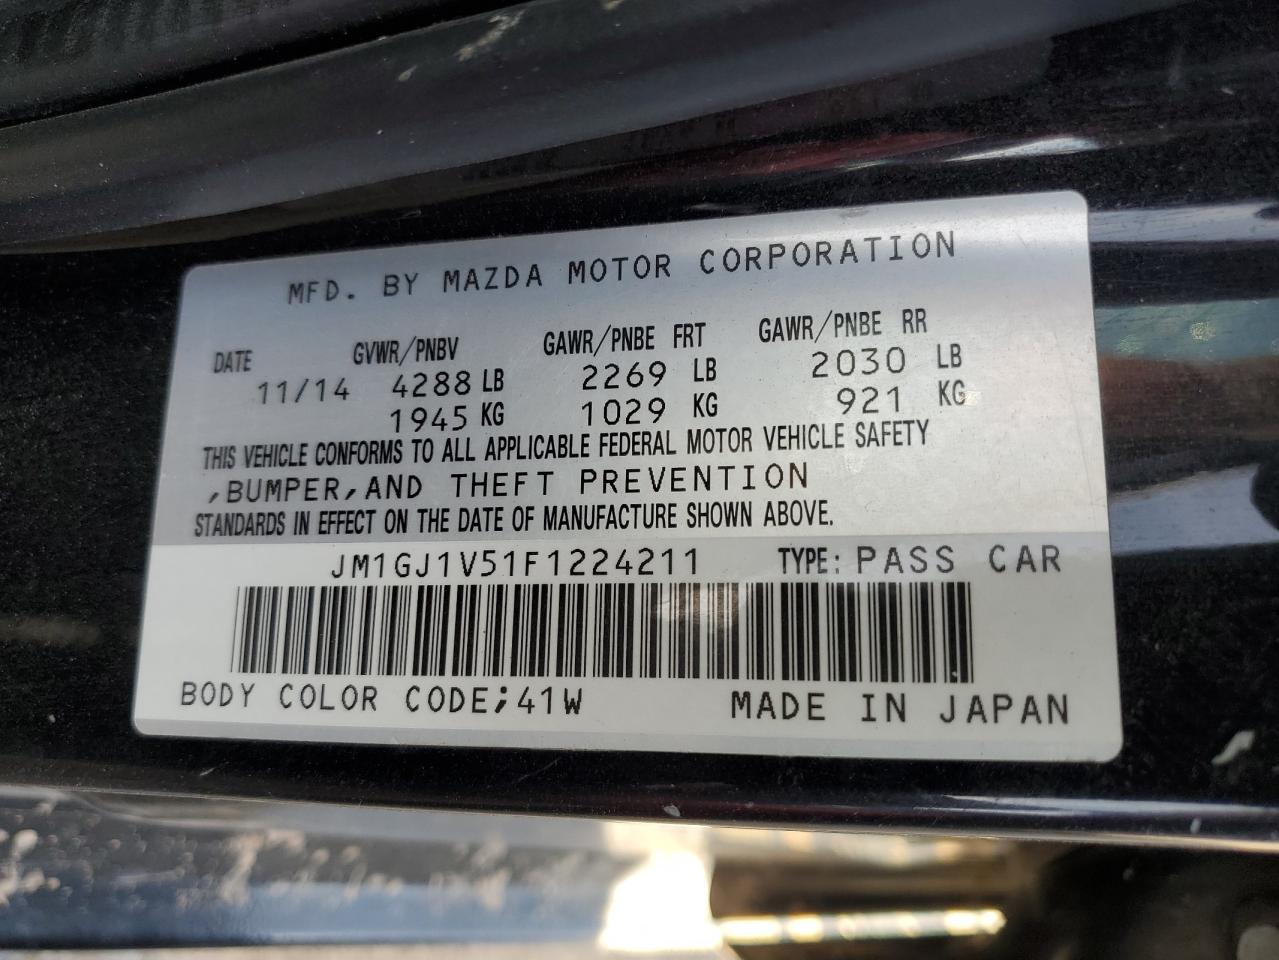 MFD. BY MAZDA MOTOR CORPORATION
DATE GVWR/PNBV GAWR/PNBE FRT GAWR/PNBE RR
11/14 4288 LB 2269 LB 2030 LB
1945 KG 1029 KG 921 KG
THIS VEHICLE CONFORMS TO ALL APPLICABLE FEDERAL MOTOR VEHICLE SAFETY
,BUMPER,AND THEFT PREVENTION
STANDARDS IN EFFECT ON THE DATE OF MANUFACTURE SHOWN ABOVE.
JM1GJ1V51F1224211 TYPE: PASS CAR
BODY COLOR CODE;41W MADE IN JAPAN